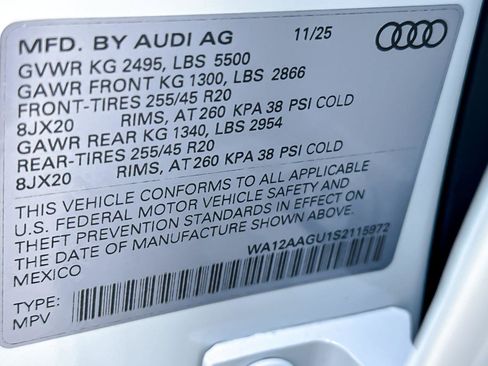 MFD. BY AUDI AG 11/25
GVWR KG 2495, LBS 5500
GAWR FRONT KG 1300, LBS 2866
FRONT-TIRES 255/45 R20
8JX20 RIMS, AT 260 KPA 38 PSI COLD
GAWR REAR KG 1340, LBS 2954
REAR-TIRES 255/45 R20
8JX20 RIMS, AT 260 KPA 38 PSI COLD
THIS VEHICLE CONFORMS TO ALL APPLICABLE
U.S. FEDERAL MOTOR VEHICLE SAFETY AND
THEFT PREVENTION STANDARDS IN EFFECT ON
THE DATE OF MANUFACTURE SHOWN ABOVE.
MEXICO WA12AAGU1S2115972
TYPE:
MPV